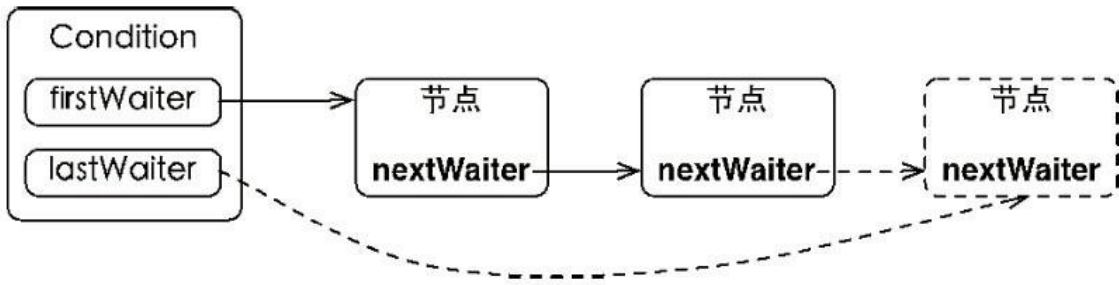 Condition
firstWaiter
lastWaiter
节点
nextWaiter
节点
nextWaiter
节点
nextWaiter